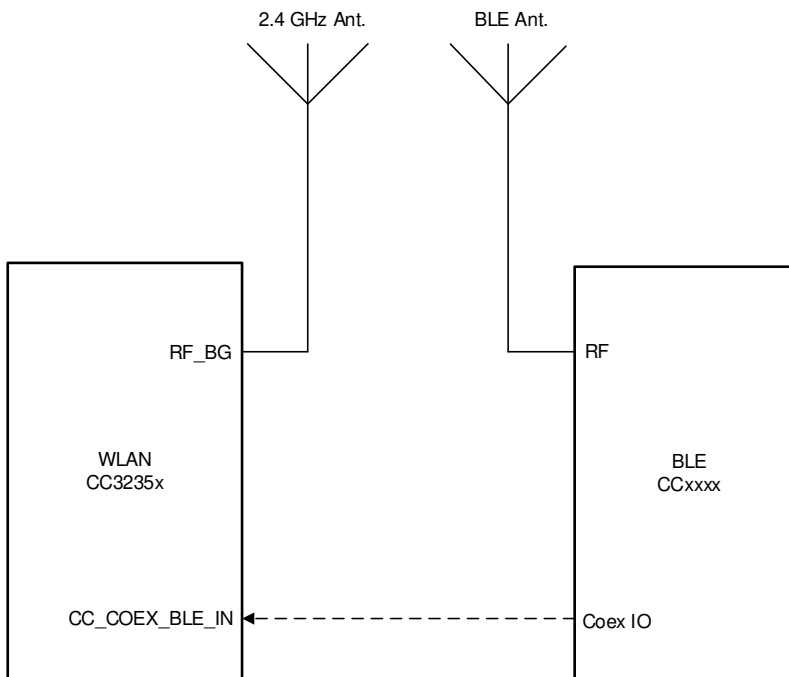 2.4 GHz Ant.
BLE Ant.
RF_BG
RF
WLAN
CC3235x
BLE
CCxxxx
CC_COEX_BLE_IN
Coex IO